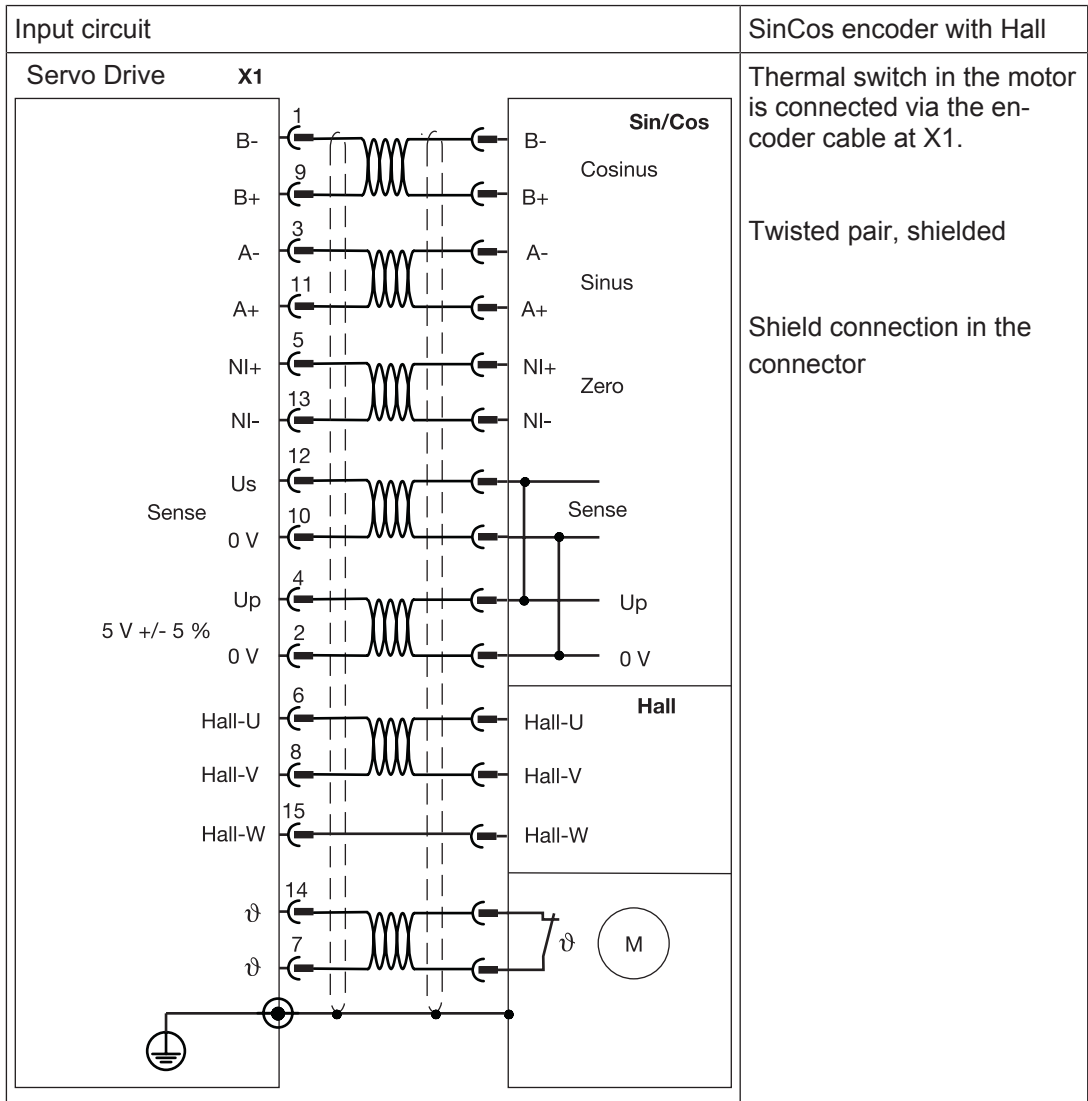 Input circuit
SinCos encoder with Hall
Servo Drive X1
Thermal switch in the motor
is connected via the en-
coder cable at X1.
Twisted pair, shielded
Shield connection in the
connector
Sin/Cos
B- 1 B-
Cosinus
B+ 9 B+
A- 3 A-
Sinus
A+ 11 A+
NI+ 5 NI+
Zero
NI- 13 NI-
Us 12
Sense Sense
0 V 10
Up 4 Up
5 V +/- 5 %
0 V 2 0 V
Hall
Hall-U 6 Hall-U
Hall-V 8 Hall-V
Hall-W 15 Hall-W
ϑ 14
ϑ M
ϑ 7